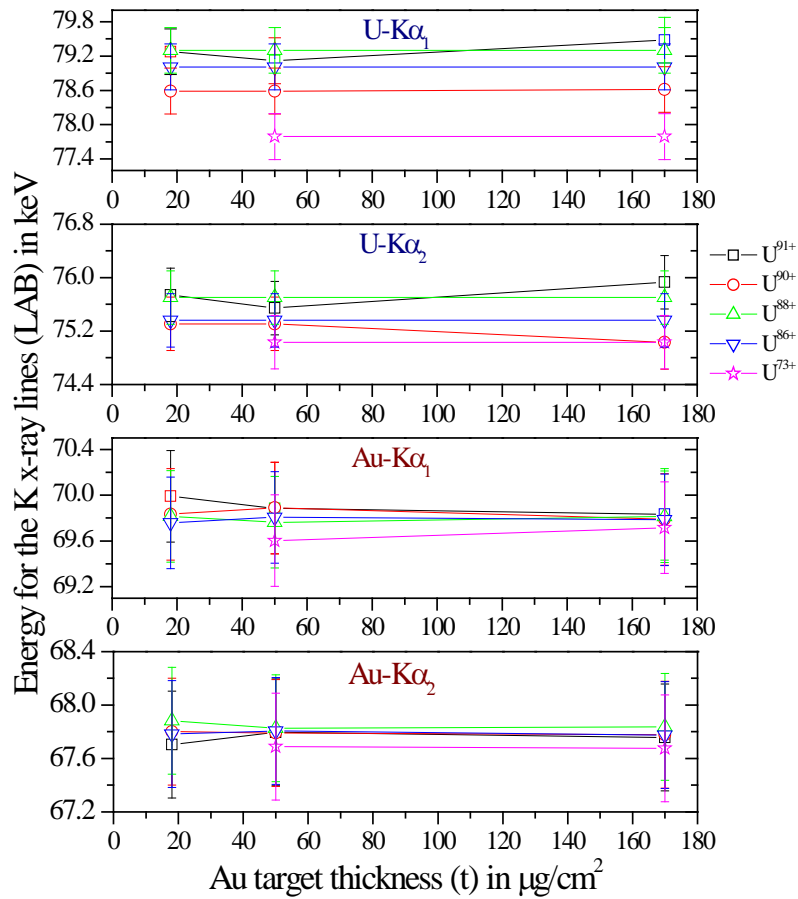 Energy for the K x-ray lines (LAB) in keV
U-Kα₁
79.8
79.2
78.6
78.0
77.4
0 20 40 60 80 100 120 140 160 180
U-Kα₂
76.8
76.0
75.2
74.4
0 20 40 60 80 100 120 140 160 180
U⁹¹⁺
U⁹⁰⁺
U⁸⁸⁺
U⁸⁶⁺
U⁷³⁺
Au-Kα₁
70.4
70.0
69.6
69.2
0 20 40 60 80 100 120 140 160 180
Au-Kα₂
68.4
68.0
67.6
67.2
0 20 40 60 80 100 120 140 160 180
Au target thickness (t) in μg/cm²